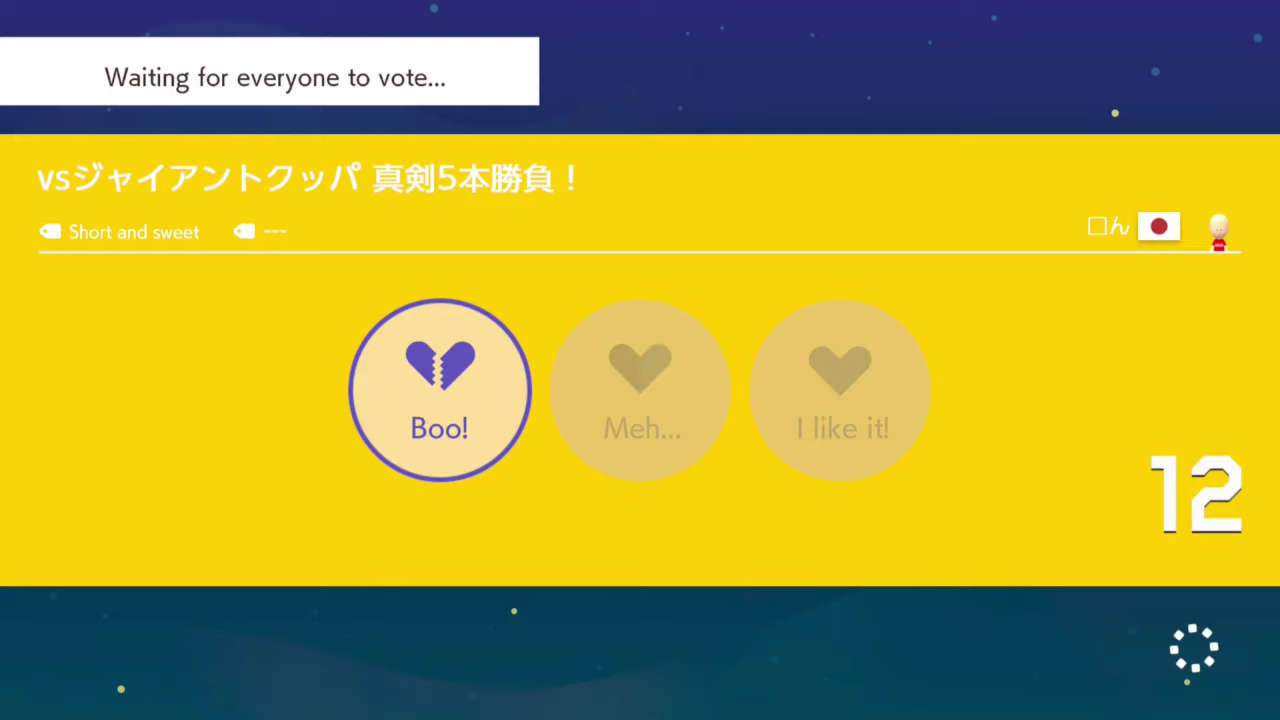 Waiting for everyone to vote...
vsジャイアントクッパ 真剣5本勝負！
Short and sweet ---
□ん
Boo! Meh... I like it!
12